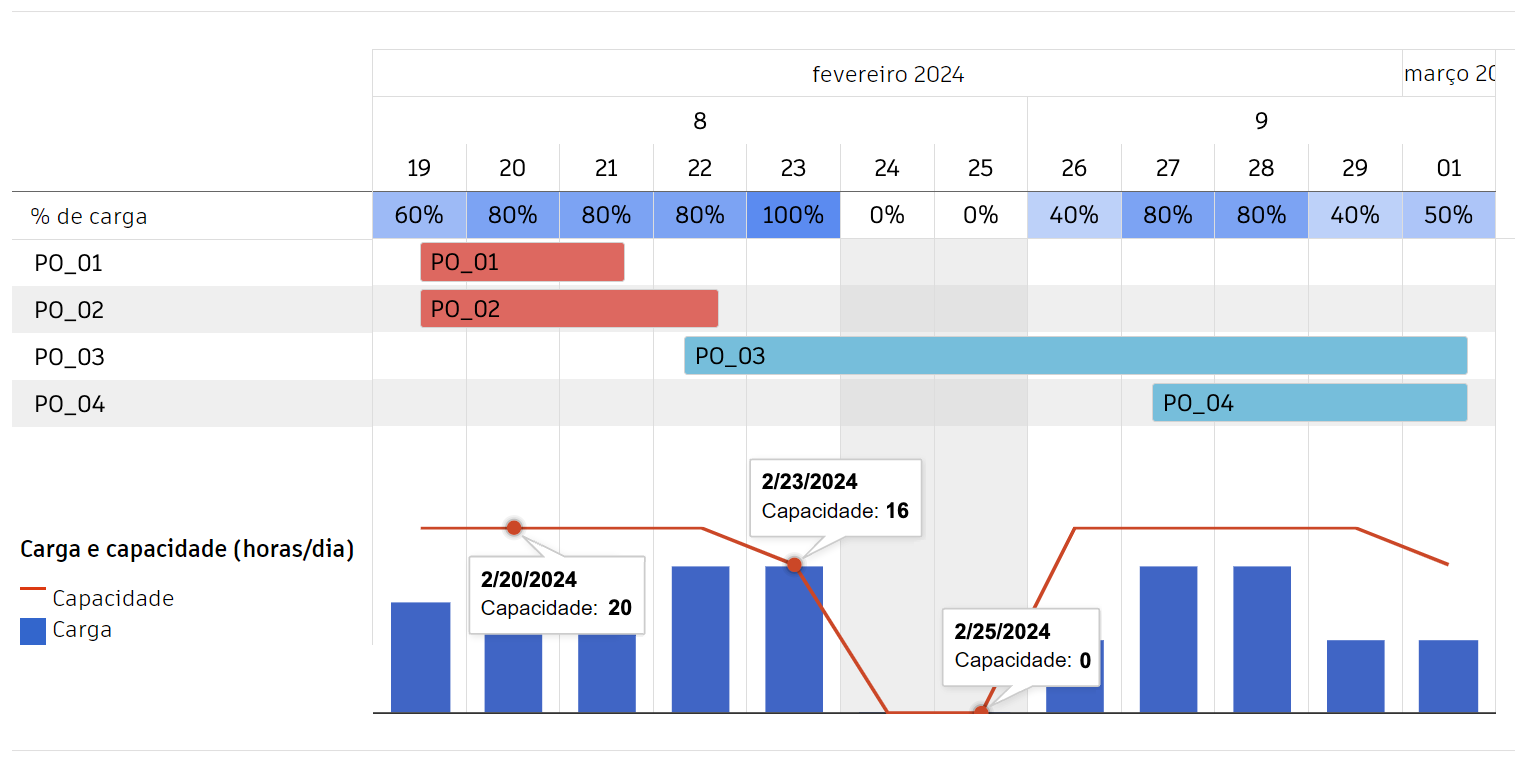 fevereiro 2024
março 20
8
9
19 20 21 22 23 24 25 26 27 28 29 01
% de carga 60% 80% 80% 80% 100% 0% 0% 40% 80% 80% 40% 50%
PO_01 PO_01
PO_02 PO_02
PO_03 PO_03
PO_04 PO_04
2/23/2024
Capacidade: 16
Carga e capacidade (horas/dia)
Capacidade
Carga
2/20/2024
Capacidade: 20
2/25/2024
Capacidade: 0